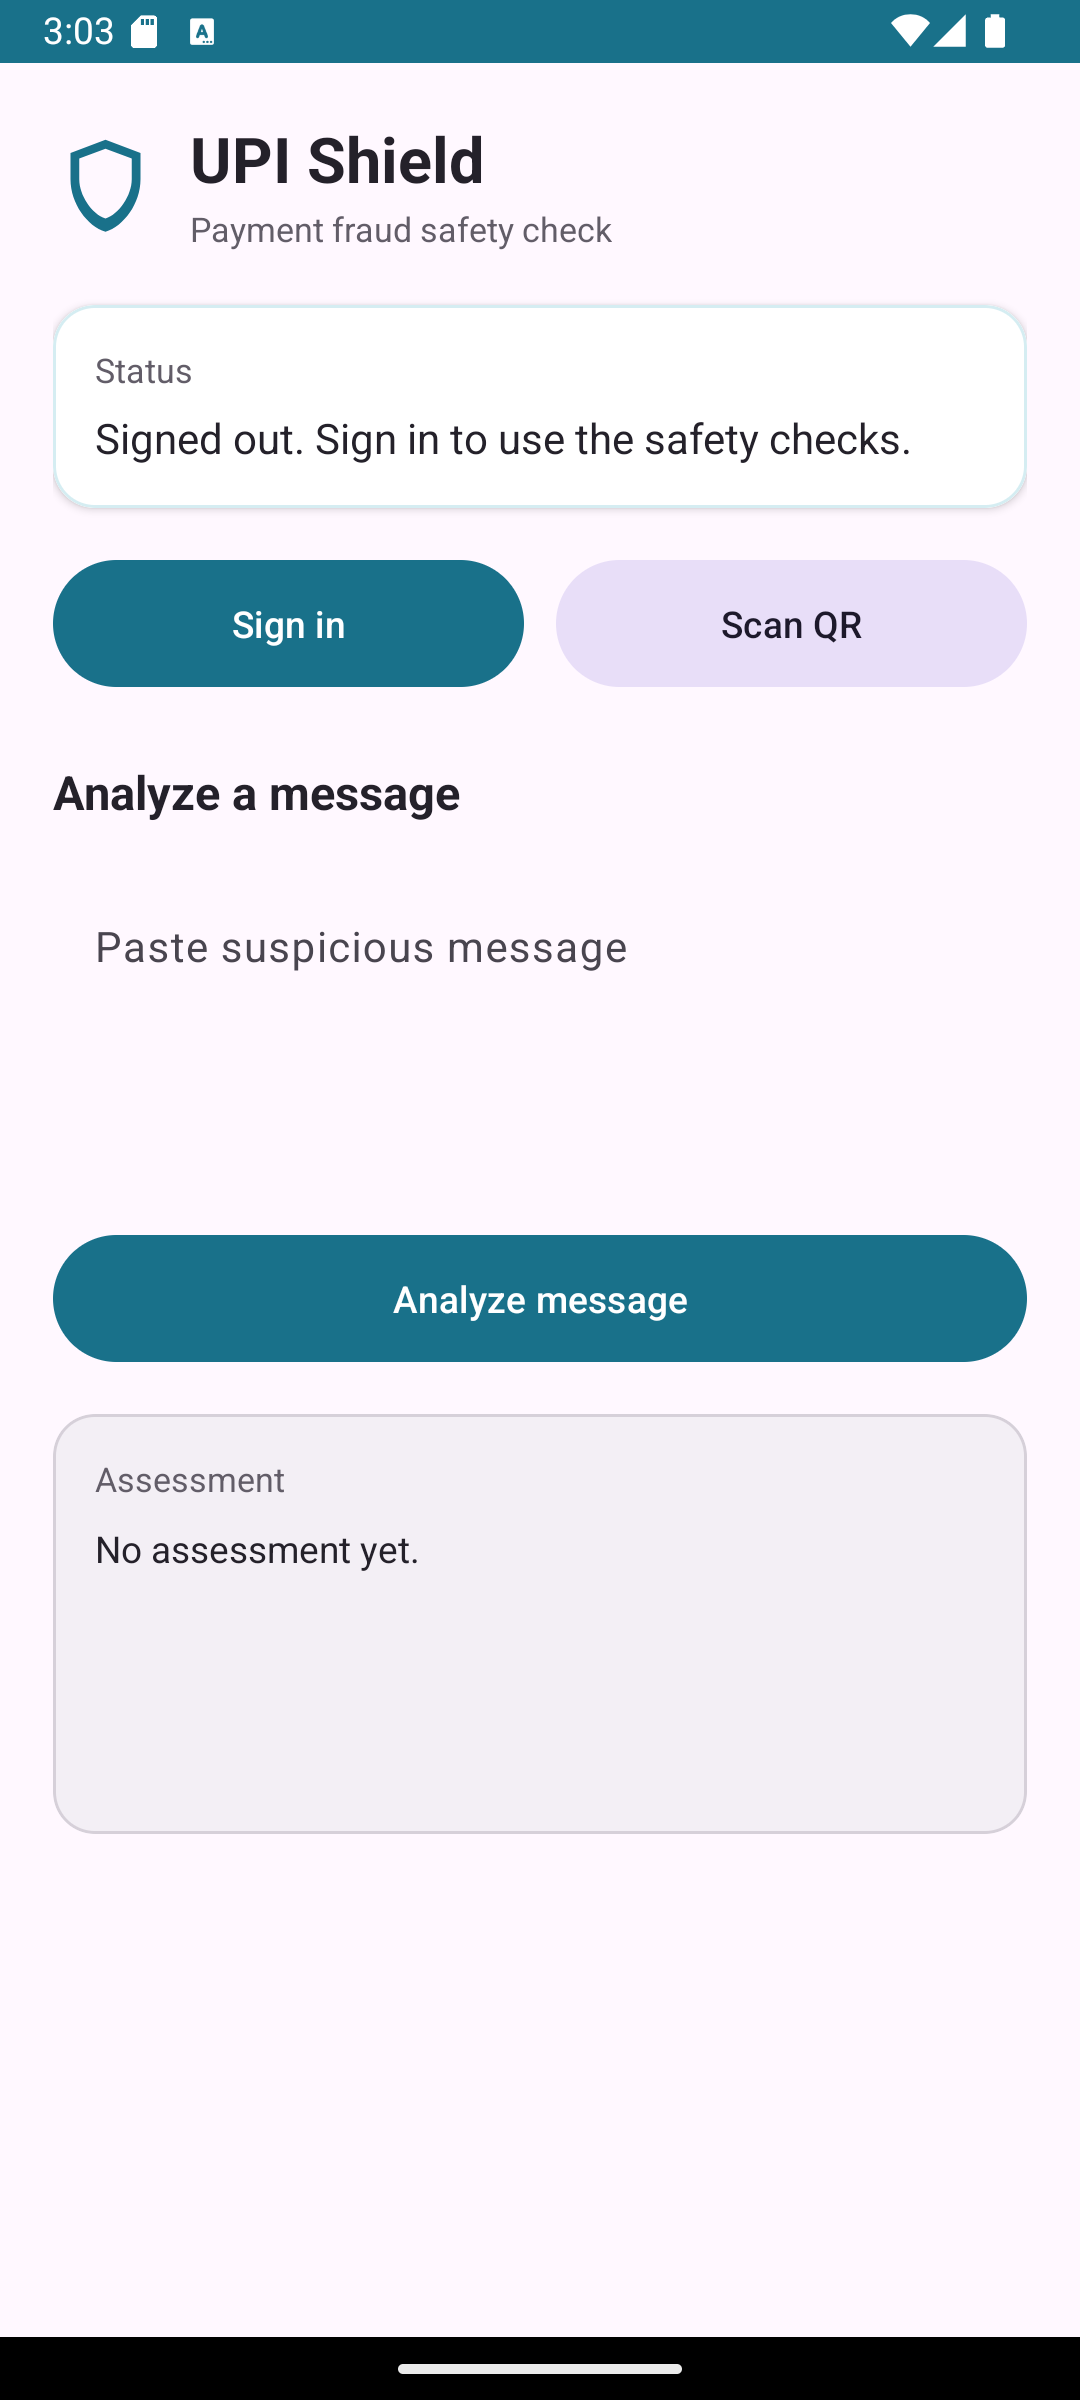 3:03
UPI Shield
Payment fraud safety check
Status
Signed out. Sign in to use the safety checks.
Sign in
Scan QR
Analyze a message
Paste suspicious message
Analyze message
Assessment
No assessment yet.